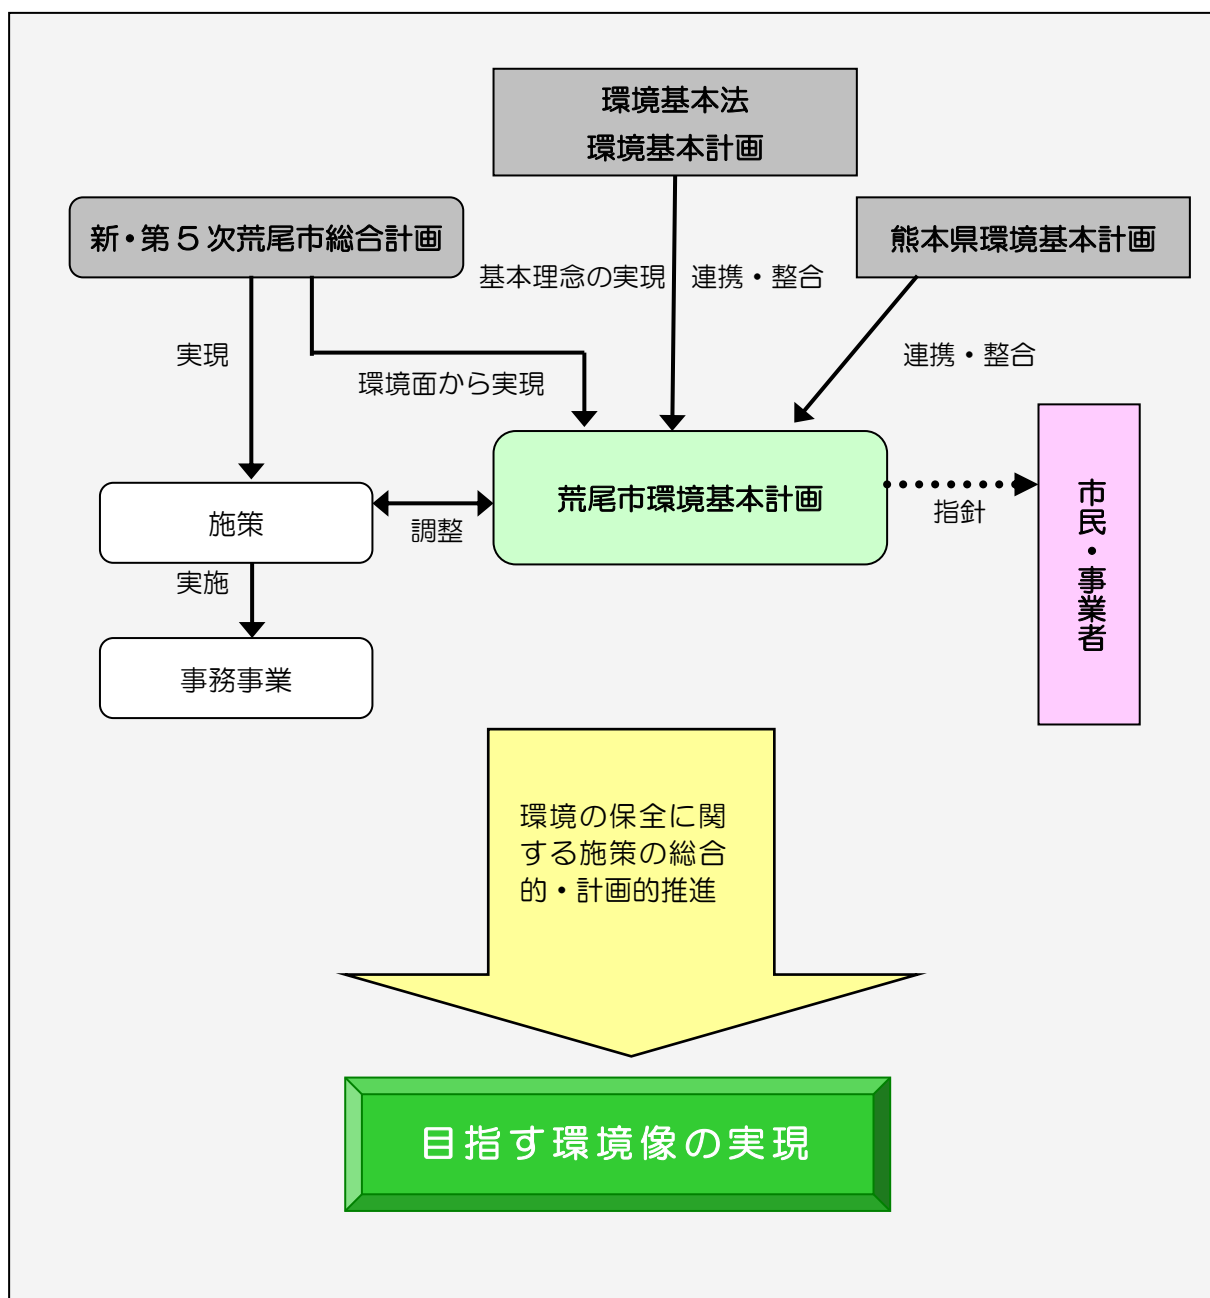 環境基本法
環境基本計画
新・第5次荒尾市総合計画
熊本県環境基本計画
基本理念の実現
連携・整合
実現
環境面から実現
連携・整合
荒尾市環境基本計画
施策
調整
指針
市民・事業者
実施
事務事業
環境の保全に関
する施策の総合
的・計画的推進
目指す環境像の実現